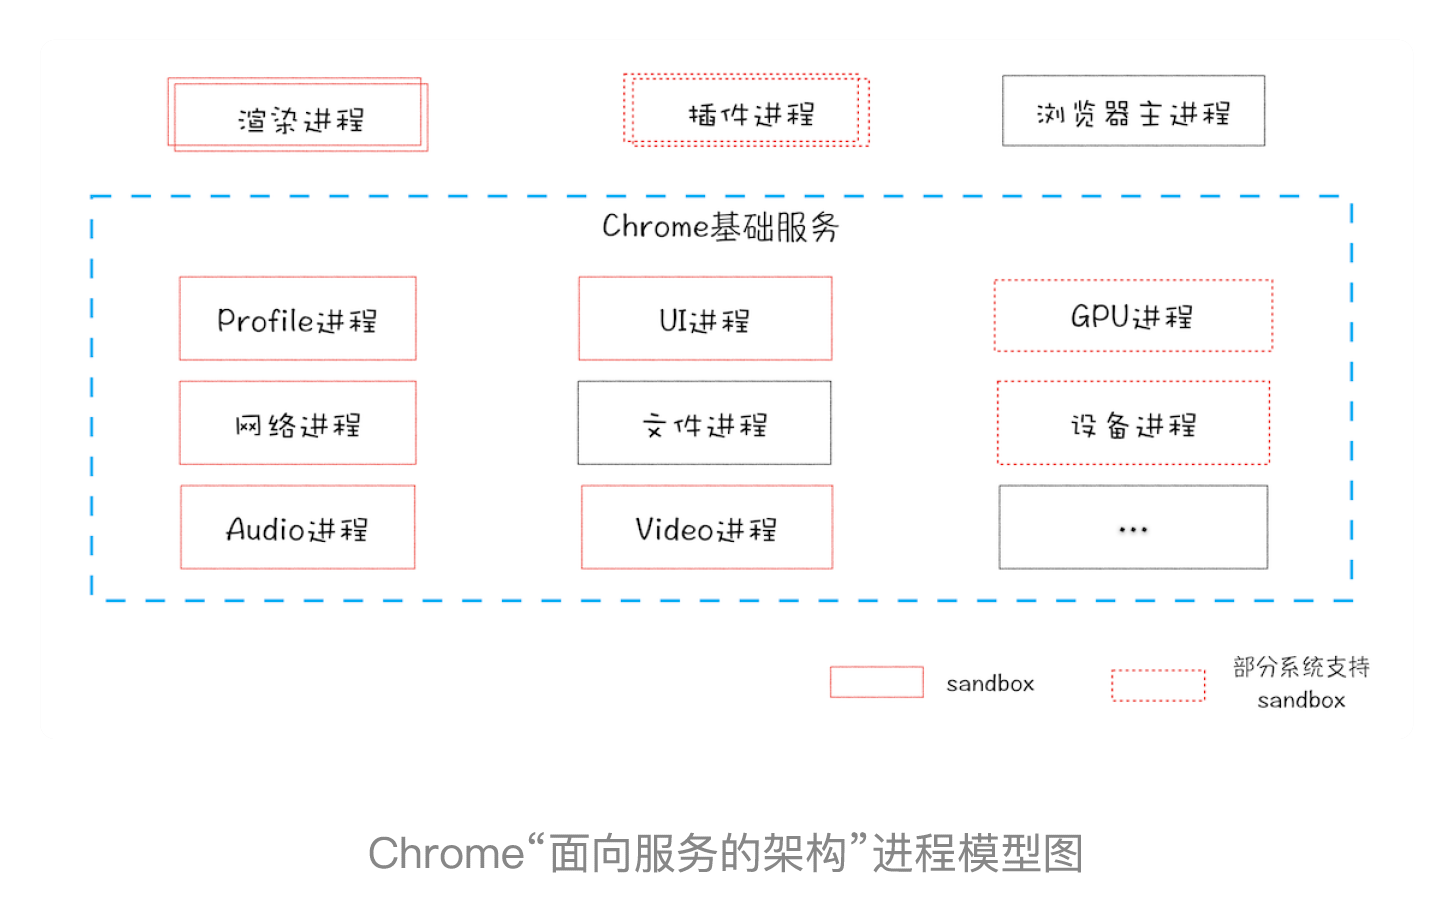 渲染进程
插件进程
浏览器主进程
Chrome基础服务
Profile进程
UI进程
GPU进程
网络进程
文件进程
设备进程
Audio进程
Video进程
...
sandbox
部分系统支持
sandbox
Chrome“面向服务的架构”进程模型图